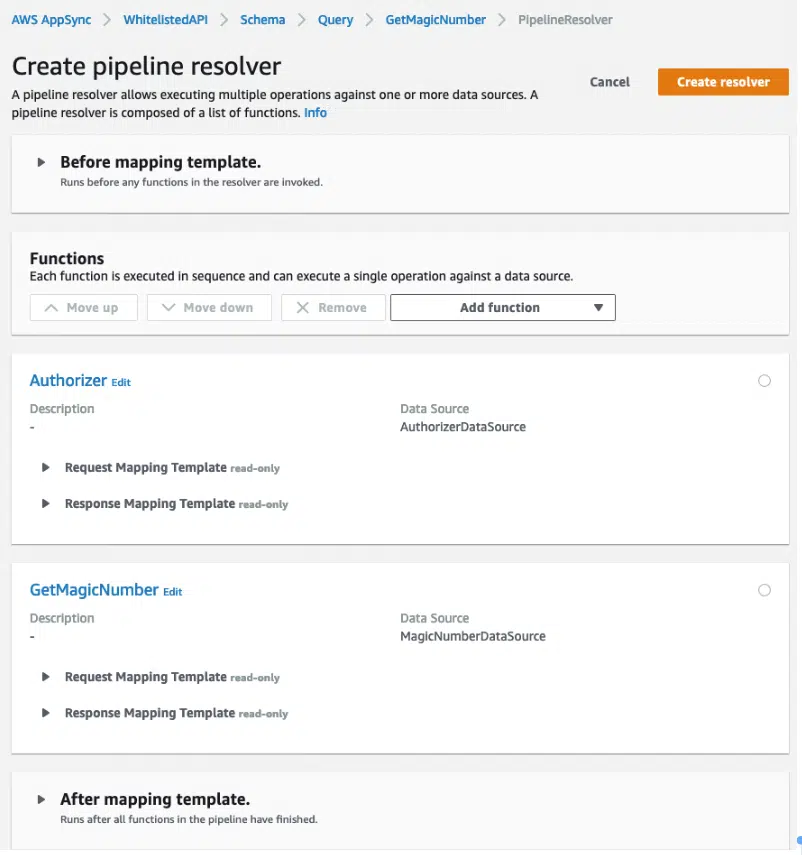 AWS AppSync > WhitelistedAPI > Schema > Query > GetMagicNumber > PipelineResolver
Create pipeline resolver
Cancel
Create resolver
A pipeline resolver allows executing multiple operations against one or more data sources. A
pipeline resolver is composed of a list of functions. Info
Before mapping template.
Runs before any functions in the resolver are invoked.
Functions
Each function is executed in sequence and can execute a single operation against a data source.
Move up
Move down
Remove
Add function
Authorizer Edit
Description
Data Source
-
AuthorizerDataSource
Request Mapping Template read-only
Response Mapping Template read-only
GetMagicNumber Edit
Description
Data Source
-
MagicNumberDataSource
Request Mapping Template read-only
Response Mapping Template read-only
After mapping template.
Runs after all functions in the pipeline have finished.